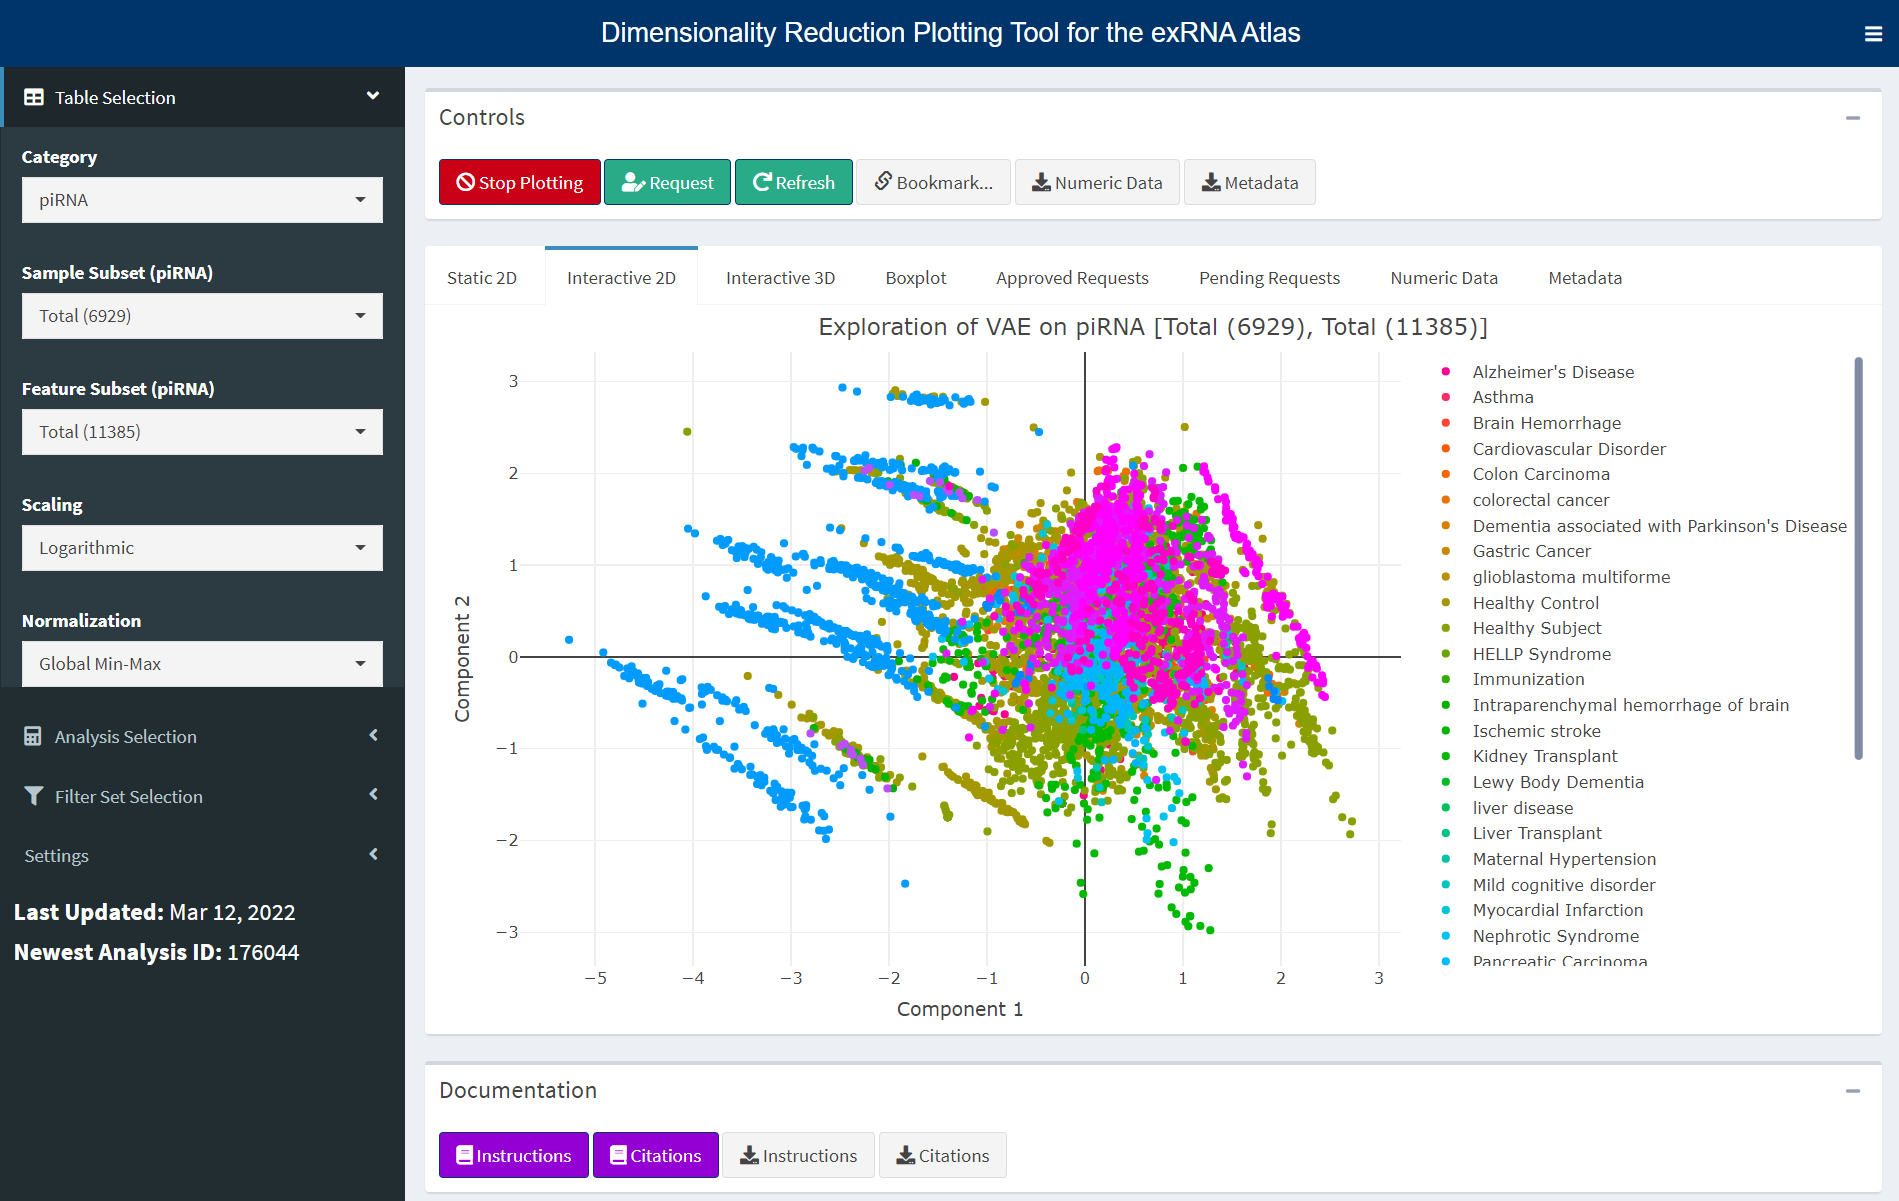 Dimensionality Reduction Plotting Tool for the exRNA Atlas
Table Selection
Category
piRNA
Sample Subset (piRNA)
Total (6929)
Feature Subset (piRNA)
Total (11385)
Scaling
Logarithmic
Normalization
Global Min-Max
Analysis Selection
Filter Set Selection
Settings
Last Updated: Mar 12, 2022
Newest Analysis ID: 176044
Controls
Stop Plotting
Request
Refresh
Bookmark...
Numeric Data
Metadata
Static 2D
Interactive 2D
Interactive 3D
Boxplot
Approved Requests
Pending Requests
Numeric Data
Metadata
Exploration of VAE on piRNA [Total (6929), Total (11385)]
3
2
1
0
−1
−2
−3
Component 2
−5
−4
−3
−2
−1
0
1
2
3
Component 1
Alzheimer's Disease
Asthma
Brain Hemorrhage
Cardiovascular Disorder
Colon Carcinoma
colorectal cancer
Dementia associated with Parkinson's Disease
Gastric Cancer
glioblastoma multiforme
Healthy Control
Healthy Subject
HELLP Syndrome
Immunization
Intraparenchymal hemorrhage of brain
Ischemic stroke
Kidney Transplant
Lewy Body Dementia
liver disease
Liver Transplant
Maternal Hypertension
Mild cognitive disorder
Myocardial Infarction
Nephrotic Syndrome
Pancreatic Carcinoma
Documentation
Instructions
Citations
Instructions
Citations